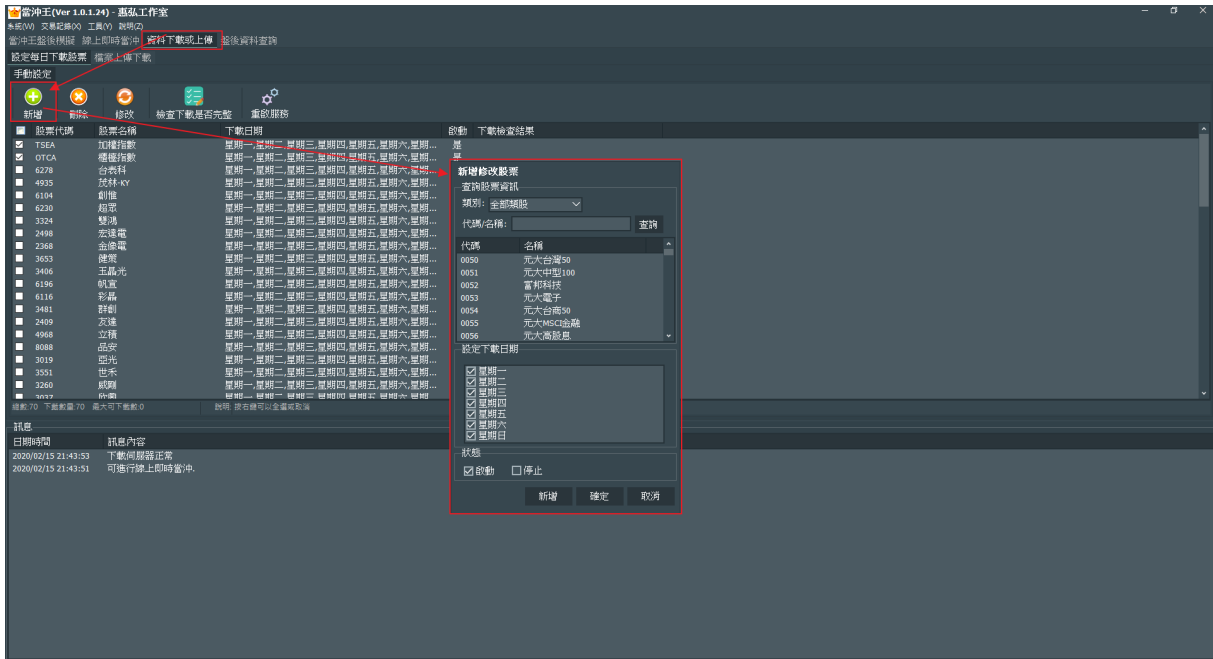 當沖王(Ver 1.0.1.24) - 惠弘工作室
系統(W) 交易記錄(X) 工具(Y) 說明(Z)
當沖王盤後模擬 線上即時當沖 資料下載或上傳 盤後資料查詢
設定每日下載股票 檔案上傳下載
手動設定
新增 刪除 修改 檢查下載是否完整 重啟服務
股票代碼 股票名稱 下載日期 啟動 下載檢查結果
TSEA 加權指數 星期一,星期二,星期三,星期四,星期五,星期六,星期... 是
OTCA 櫃檯指數 星期一,星期二,星期三,星期四,星期五,星期六,星期... 是
6278 台表科 星期一,星期二,星期三,星期四,星期五,星期六,星期...
4935 茂林-KY 星期一,星期二,星期三,星期四,星期五,星期六,星期...
6104 創惟 星期一,星期二,星期三,星期四,星期五,星期六,星期...
6230 超眾 星期一,星期二,星期三,星期四,星期五,星期六,星期...
3324 雙鴻 星期一,星期二,星期三,星期四,星期五,星期六,星期...
2498 宏達電 星期一,星期二,星期三,星期四,星期五,星期六,星期...
2368 金像電 星期一,星期二,星期三,星期四,星期五,星期六,星期...
3653 健策 星期一,星期二,星期三,星期四,星期五,星期六,星期...
3406 玉晶光 星期一,星期二,星期三,星期四,星期五,星期六,星期...
6196 帆宣 星期一,星期二,星期三,星期四,星期五,星期六,星期...
6116 彩晶 星期一,星期二,星期三,星期四,星期五,星期六,星期...
3481 群創 星期一,星期二,星期三,星期四,星期五,星期六,星期...
2409 友達 星期一,星期二,星期三,星期四,星期五,星期六,星期...
4968 立積 星期一,星期二,星期三,星期四,星期五,星期六,星期...
8088 品安 星期一,星期二,星期三,星期四,星期五,星期六,星期...
3019 亞光 星期一,星期二,星期三,星期四,星期五,星期六,星期...
3551 世禾 星期一,星期二,星期三,星期四,星期五,星期六,星期...
3260 威剛 星期一,星期二,星期三,星期四,星期五,星期六,星期...
3037 欣興 星期一,星期二,星期三,星期四,星期五,星期六,星期
總數:70 下載數量:70 最大可下載數:0 說明: 按右鍵可以全選或取消
訊息
日期時間 訊息內容
2020/02/15 21:43:53 下載伺服器正常
2020/02/15 21:43:51 可進行線上即時當沖.
新增修改股票
查詢股票資訊
類別: 全部類股
代碼/名稱: 查詢
代碼 名稱
0050 元大台灣50
0051 元大中型100
0052 富邦科技
0053 元大電子
0054 元大台商50
0055 元大MSCI金融
0056 元大高股息
設定下載日期
星期一
星期二
星期三
星期四
星期五
星期六
星期日
狀態
啟動 停止
新增 確定 取消